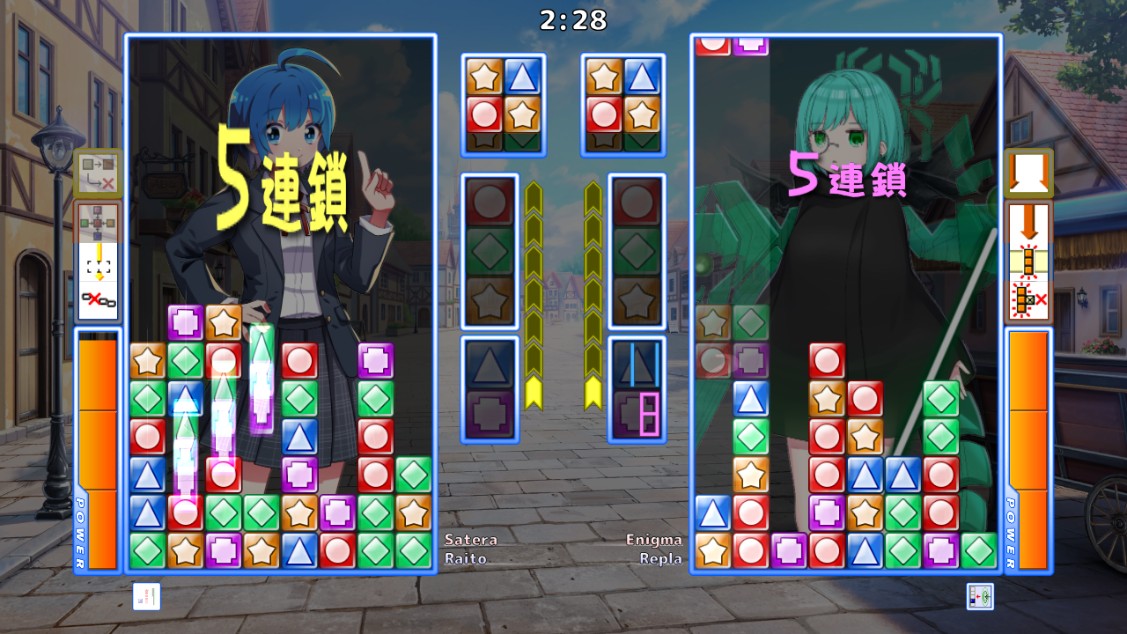 2:28
5連鎖
5連鎖
POWER
POWER
Satera
Raito
Enigma
Repla